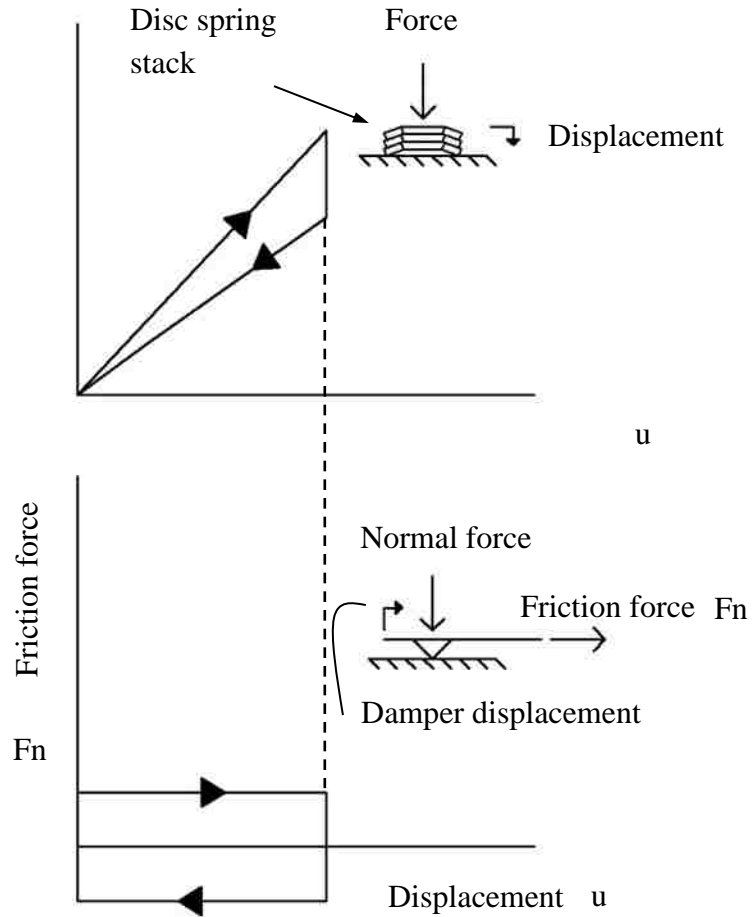 Disc spring
stack
Force
Displacement
u
Friction force
Normal force
Friction force Fn
Damper displacement
Fn
Displacement u